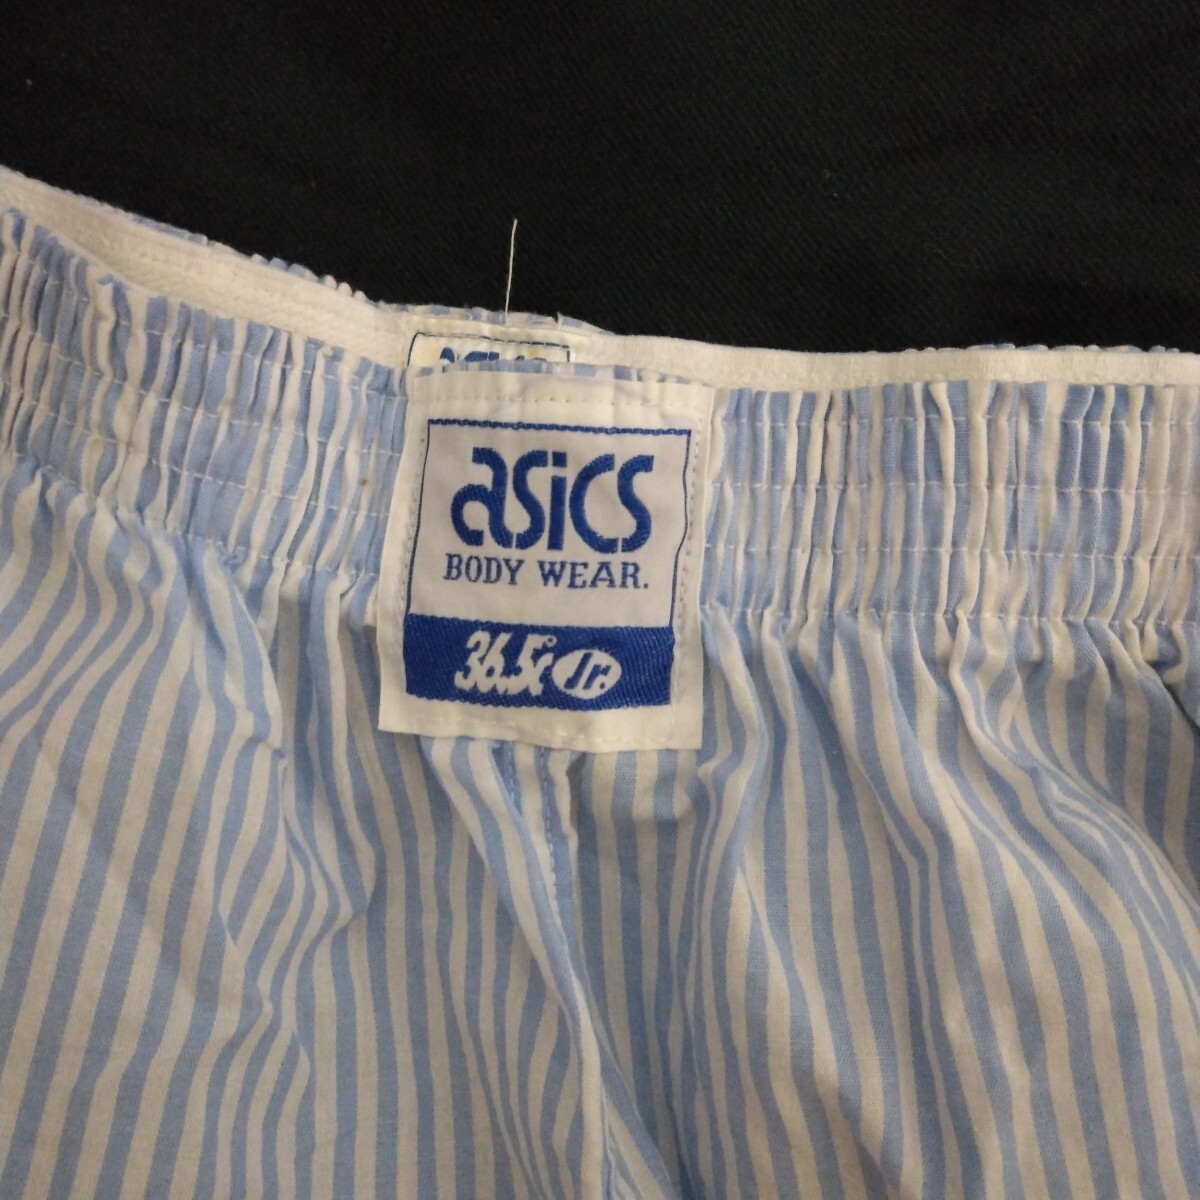 asics
BODY WEAR.
36.5℃ Jr.